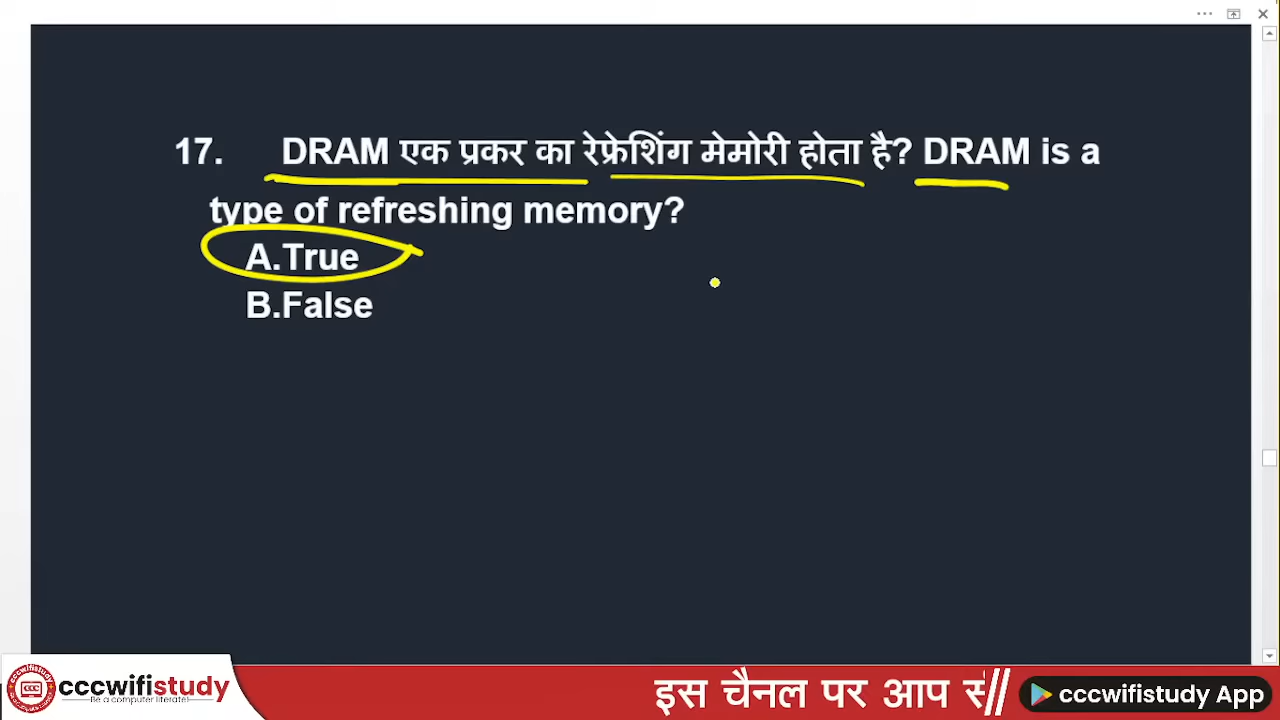 17. DRAM एक प्रकर का रेफ्रेशिंग मेमोरी होता है? DRAM is a
type of refreshing memory?
A.True
B.False
cccwifistudy
Be a computer literate!
इस चैनल पर आप
cccwifistudy App